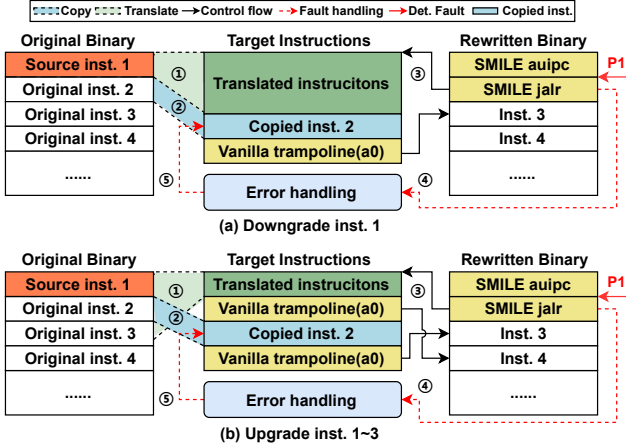 Copy Translate Control flow Fault handling Det. Fault Copied inst.
Original Binary Target Instructions Rewritten Binary
Source inst. 1
Original inst. 2
Original inst. 3
Original inst. 4
......
①
②
Translated instrucitons
Copied inst. 2
Vanilla trampoline(a0)
Error handling
③
④
⑤
SMILE auipc
SMILE jalr
Inst. 3
Inst. 4
......
P1
(a) Downgrade inst. 1
Original Binary Target Instructions Rewritten Binary
Source inst. 1
Original inst. 2
Original inst. 3
Original inst. 4
......
①
②
Translated instrucitons
Vanilla trampoline(a0)
Copied inst. 2
Vanilla trampoline(a0)
Error handling
③
④
⑤
SMILE auipc
SMILE jalr
Inst. 3
Inst. 4
......
P1
(b) Upgrade inst. 1~3